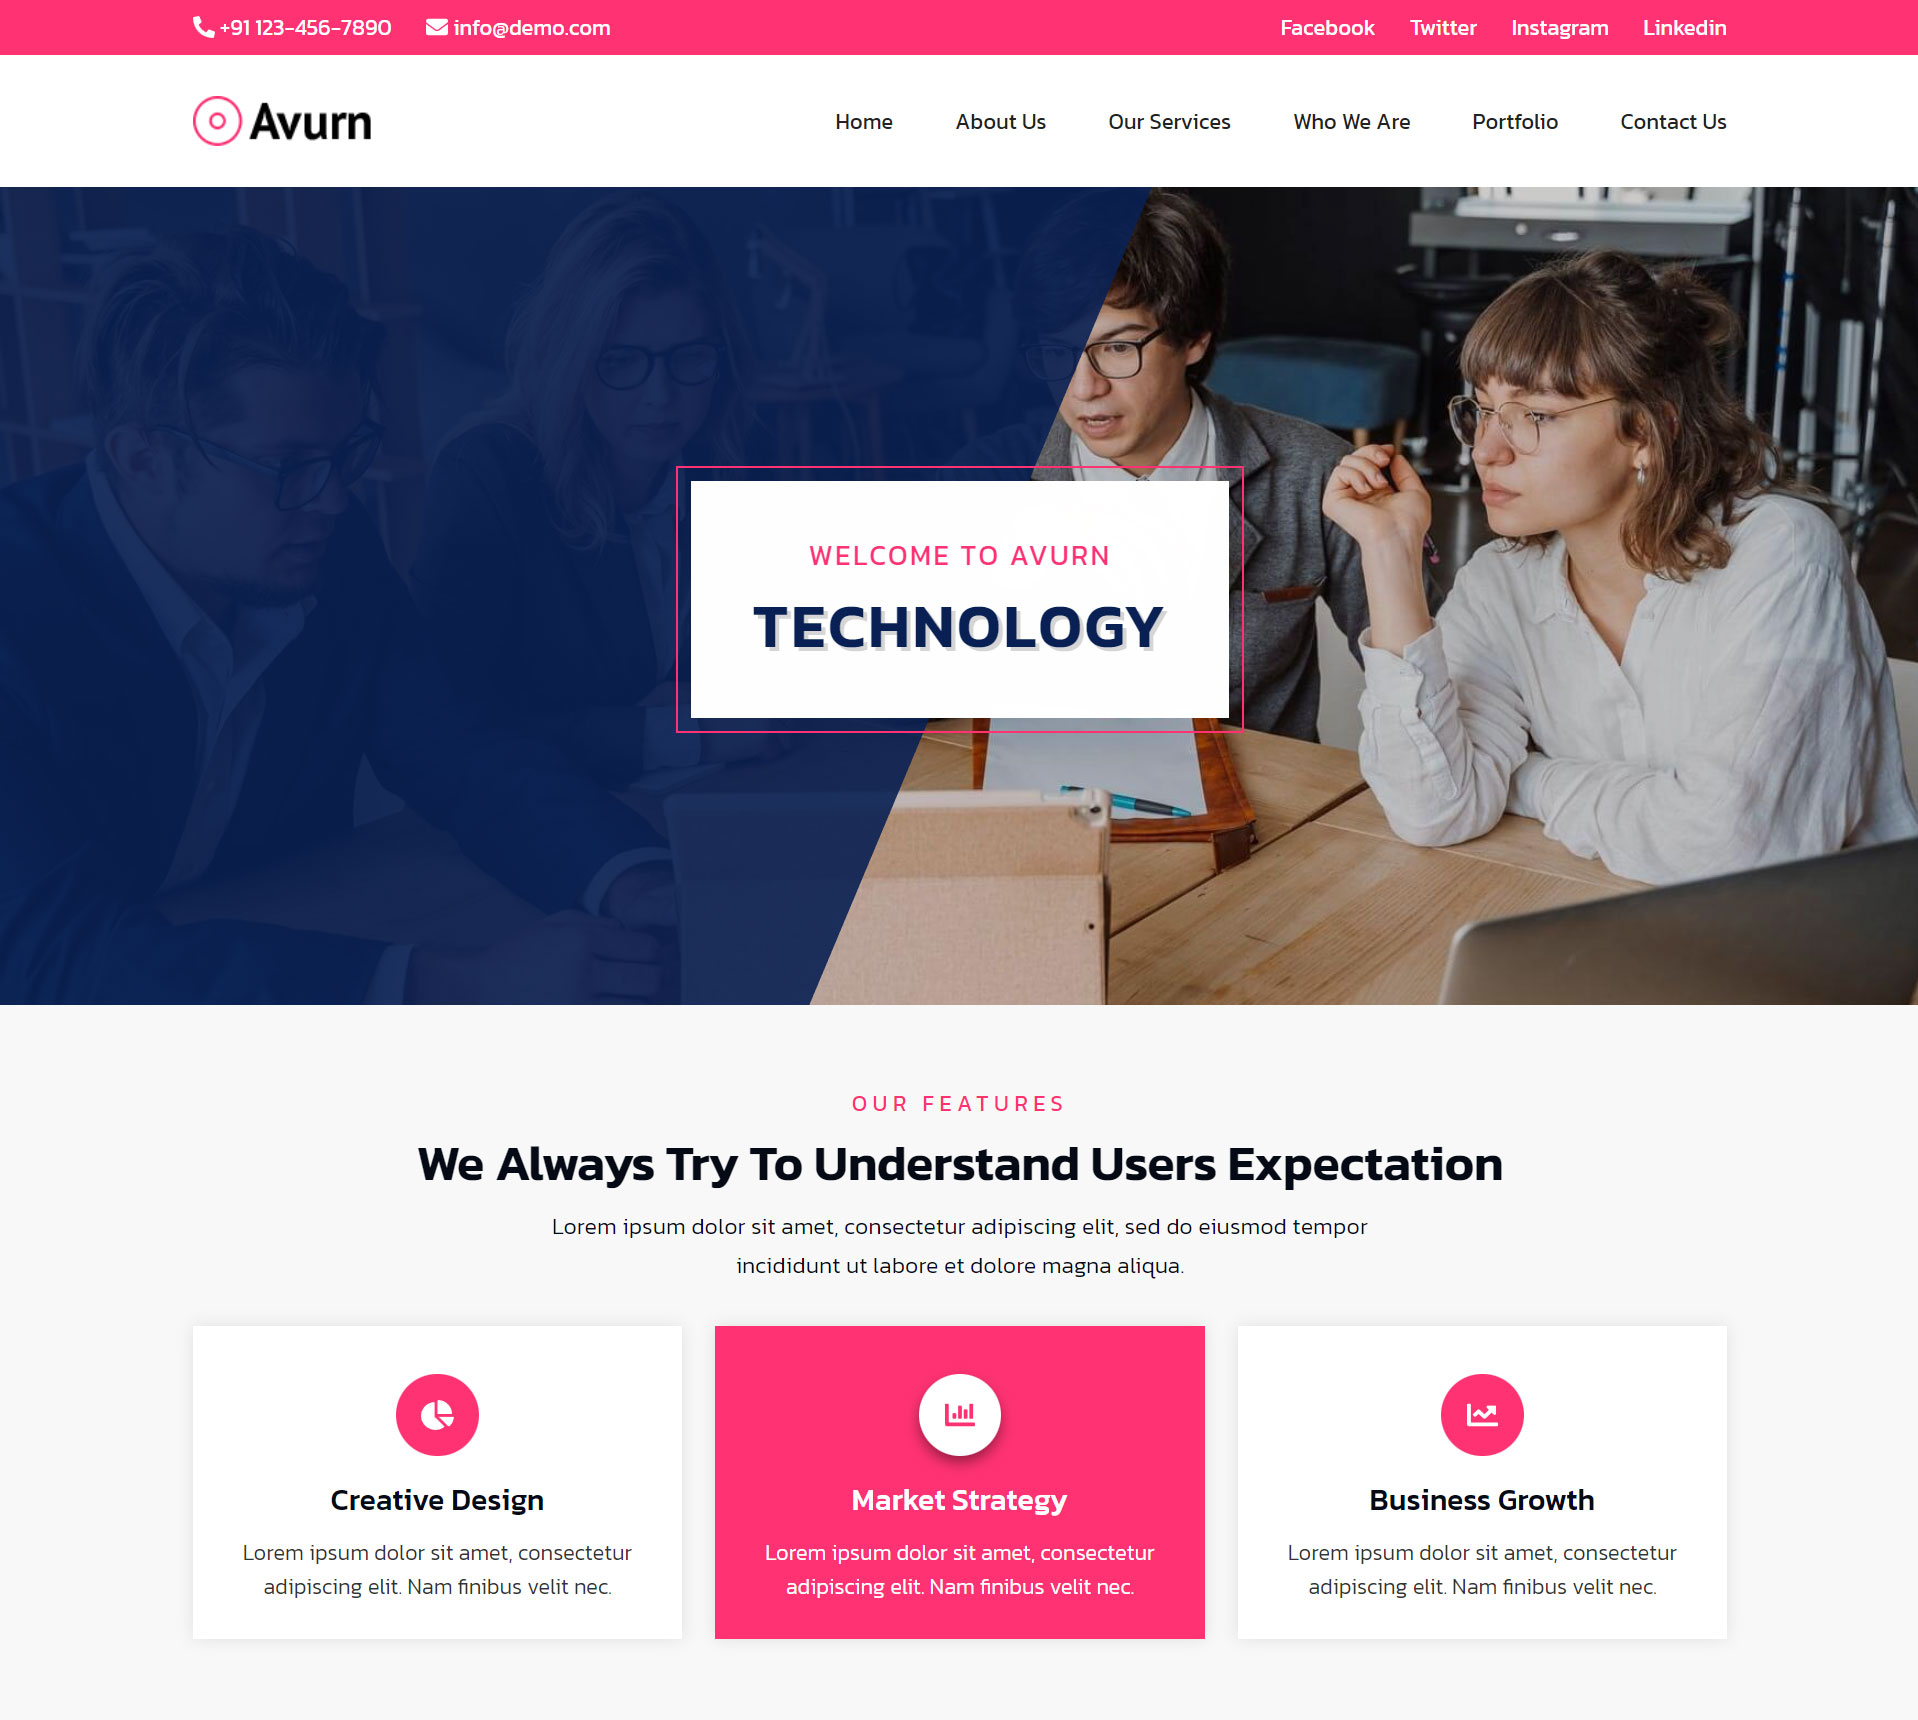 +91 123-456-7890 info@demo.com Facebook Twitter Instagram Linkedin
Avurn Home About Us Our Services Who We Are Portfolio Contact Us
WELCOME TO AVURN
TECHNOLOGY
OUR FEATURES
We Always Try To Understand Users Expectation
Lorem ipsum dolor sit amet, consectetur adipiscing elit, sed do eiusmod tempor
incididunt ut labore et dolore magna aliqua.
Creative Design
Lorem ipsum dolor sit amet, consectetur
adipiscing elit. Nam finibus velit nec.
Market Strategy
Lorem ipsum dolor sit amet, consectetur
adipiscing elit. Nam finibus velit nec.
Business Growth
Lorem ipsum dolor sit amet, consectetur
adipiscing elit. Nam finibus velit nec.